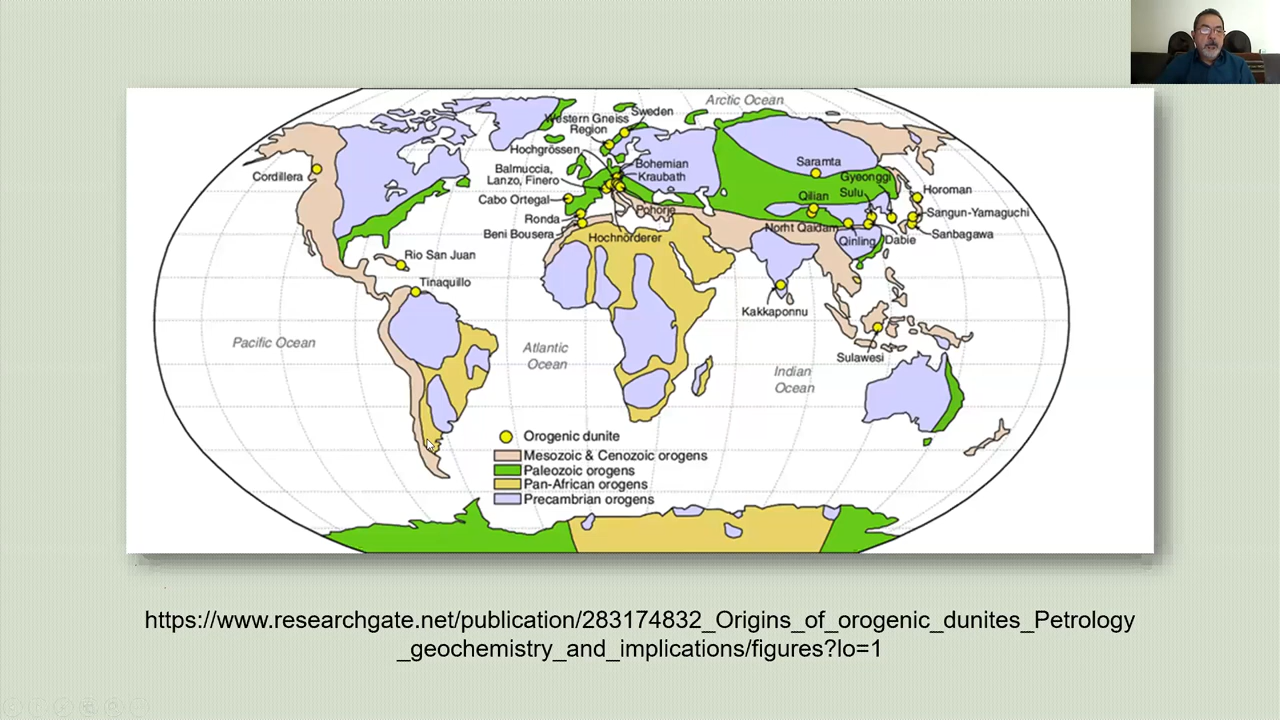 Arctic Ocean
Western Gneiss
Region
Sweden
Hochgrössen
Bohemian
Kraubath
Balmuccia,
Lanzo, Finero
Cordillera
Saramta
Gyeonggi
Qilian
Sulu
Horoman
Cabo Ortegal
Pohorje
Sangun-Yamaguchi
Ronda
Beni Bousera
Hochnörderer
Norht Qaidam
Qinling
Dabie
Sanbagawa
Rio San Juan
Tinaquillo
Kakkaponnu
Pacific Ocean
Atlantic
Ocean
Sulawesi
Indian
Ocean
Orogenic dunite
Mesozoic & Cenozoic orogens
Paleozoic orogens
Pan-African orogens
Precambrian orogens
https://www.researchgate.net/publication/283174832_Origins_of_orogenic_dunites_Petrology
_geochemistry_and_implications/figures?lo=1